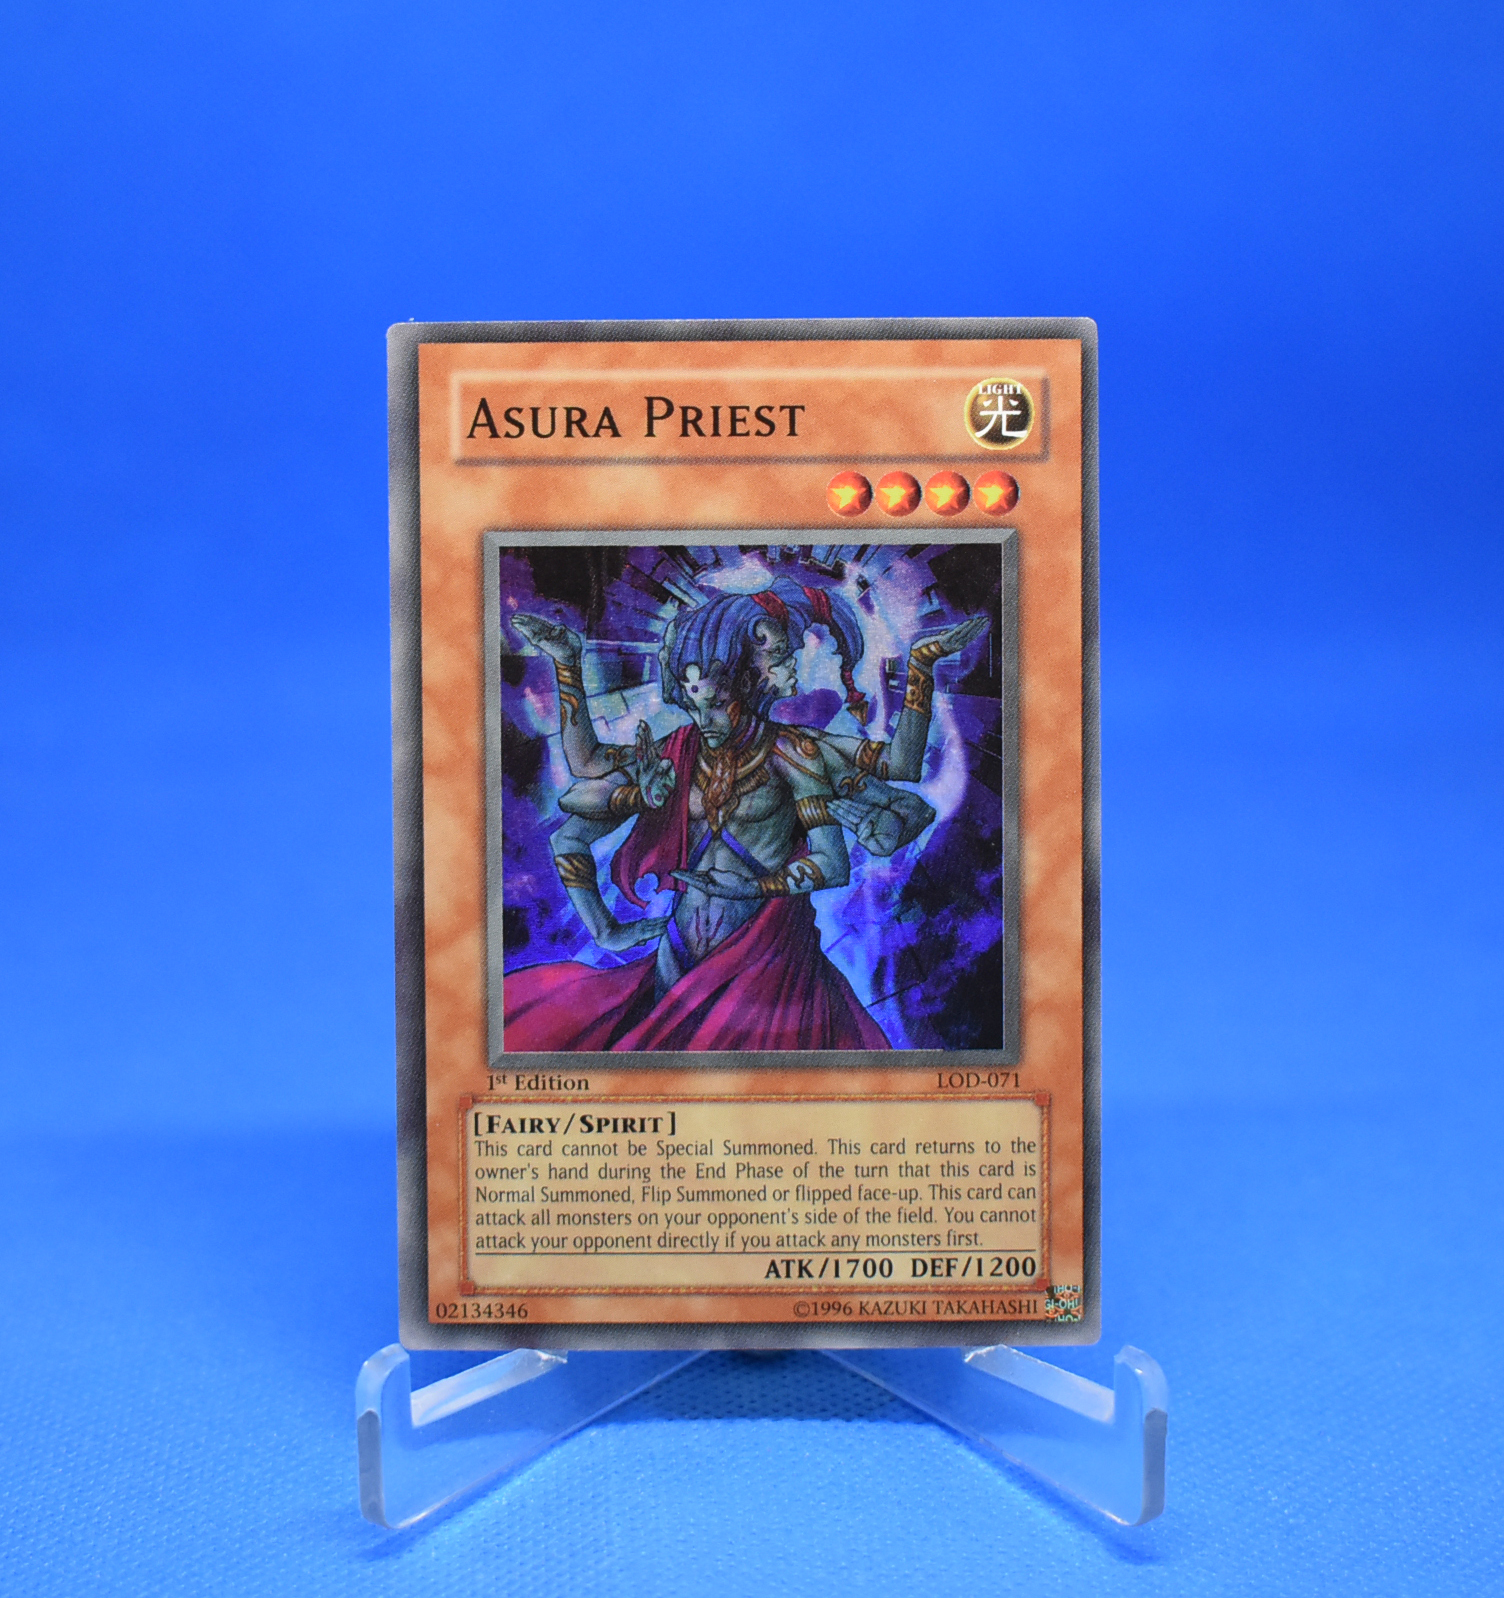 ASURA PRIEST
LIGHT
光
1st Edition
LOD-071
[FAIRY/SPIRIT]
This card cannot be Special Summoned. This card returns to the
owner's hand during the End Phase of the turn that this card is
Normal Summoned, Flip Summoned or flipped face-up. This card can
attack all monsters on your opponent's side of the field. You cannot
attack your opponent directly if you attack any monsters first.
ATK/1700 DEF/1200
02134346
©1996 KAZUKI TAKAHASHI